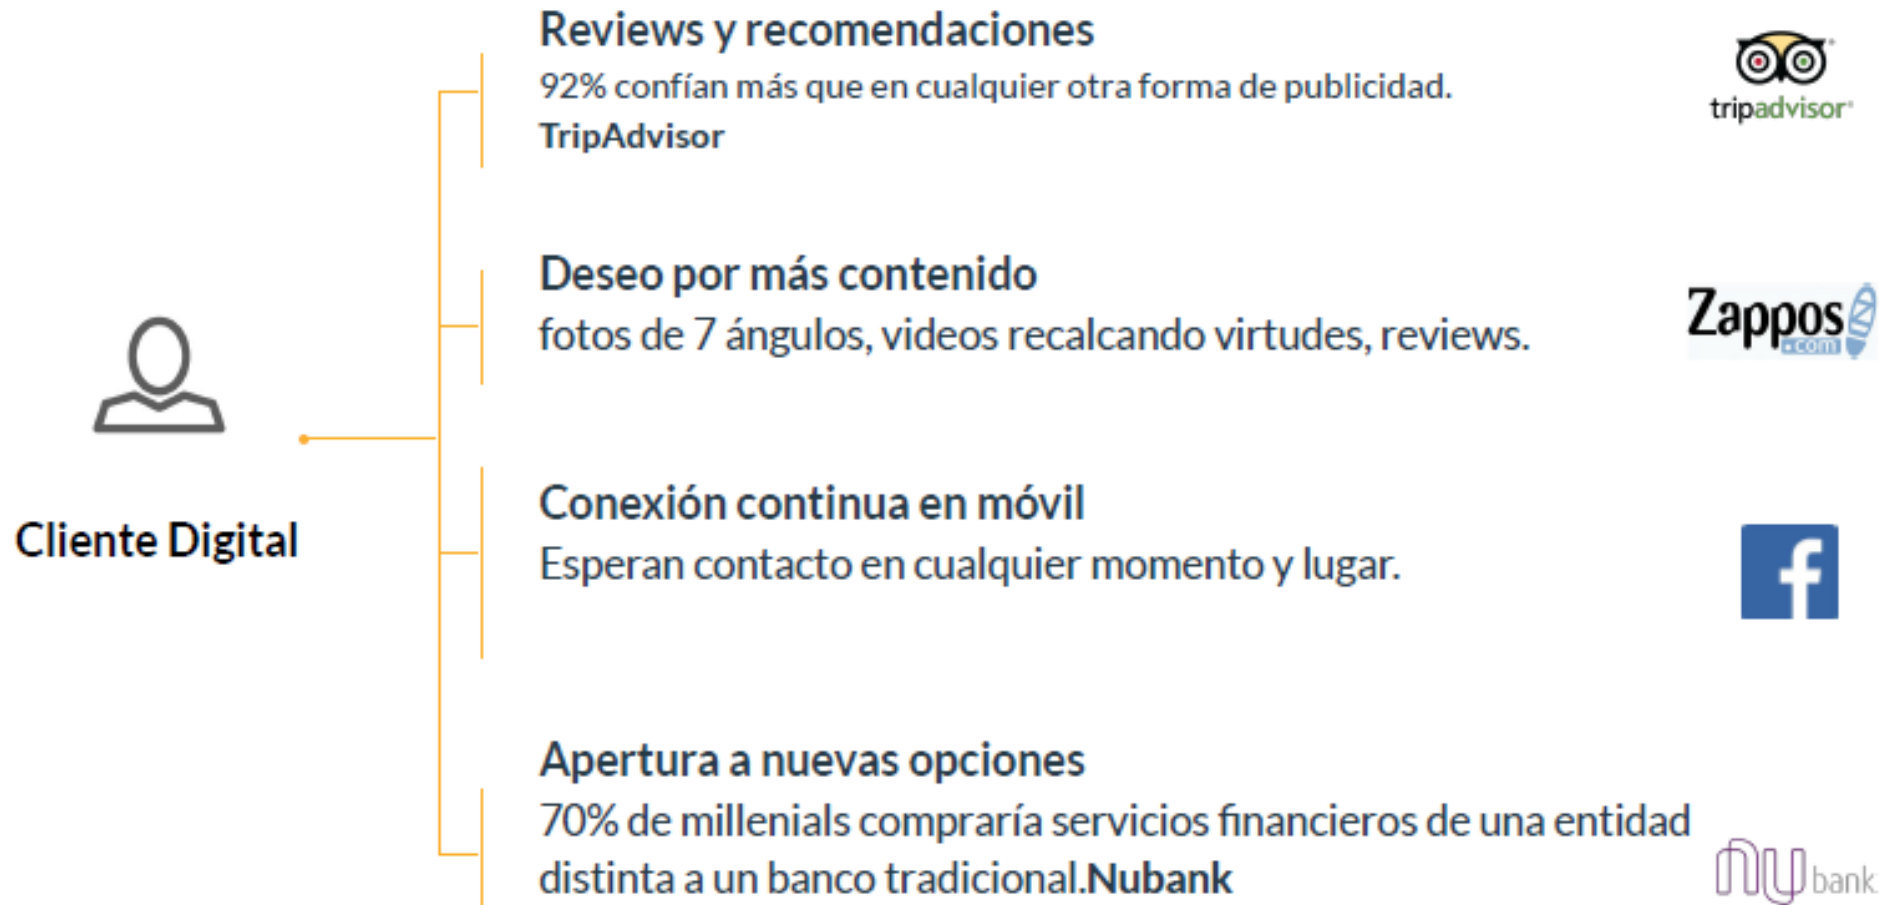 Reviews y recomendaciones
92% confían más que en cualquier otra forma de publicidad.
TripAdvisor
tripadvisor®
Deseo por más contenido
fotos de 7 ángulos, videos recalcando virtudes, reviews.
Zappos
.com
Cliente Digital
Conexión continua en móvil
Esperan contacto en cualquier momento y lugar.
f
Apertura a nuevas opciones
70% de millenials compraría servicios financieros de una entidad
distinta a un banco tradicional.Nubank
nu bank